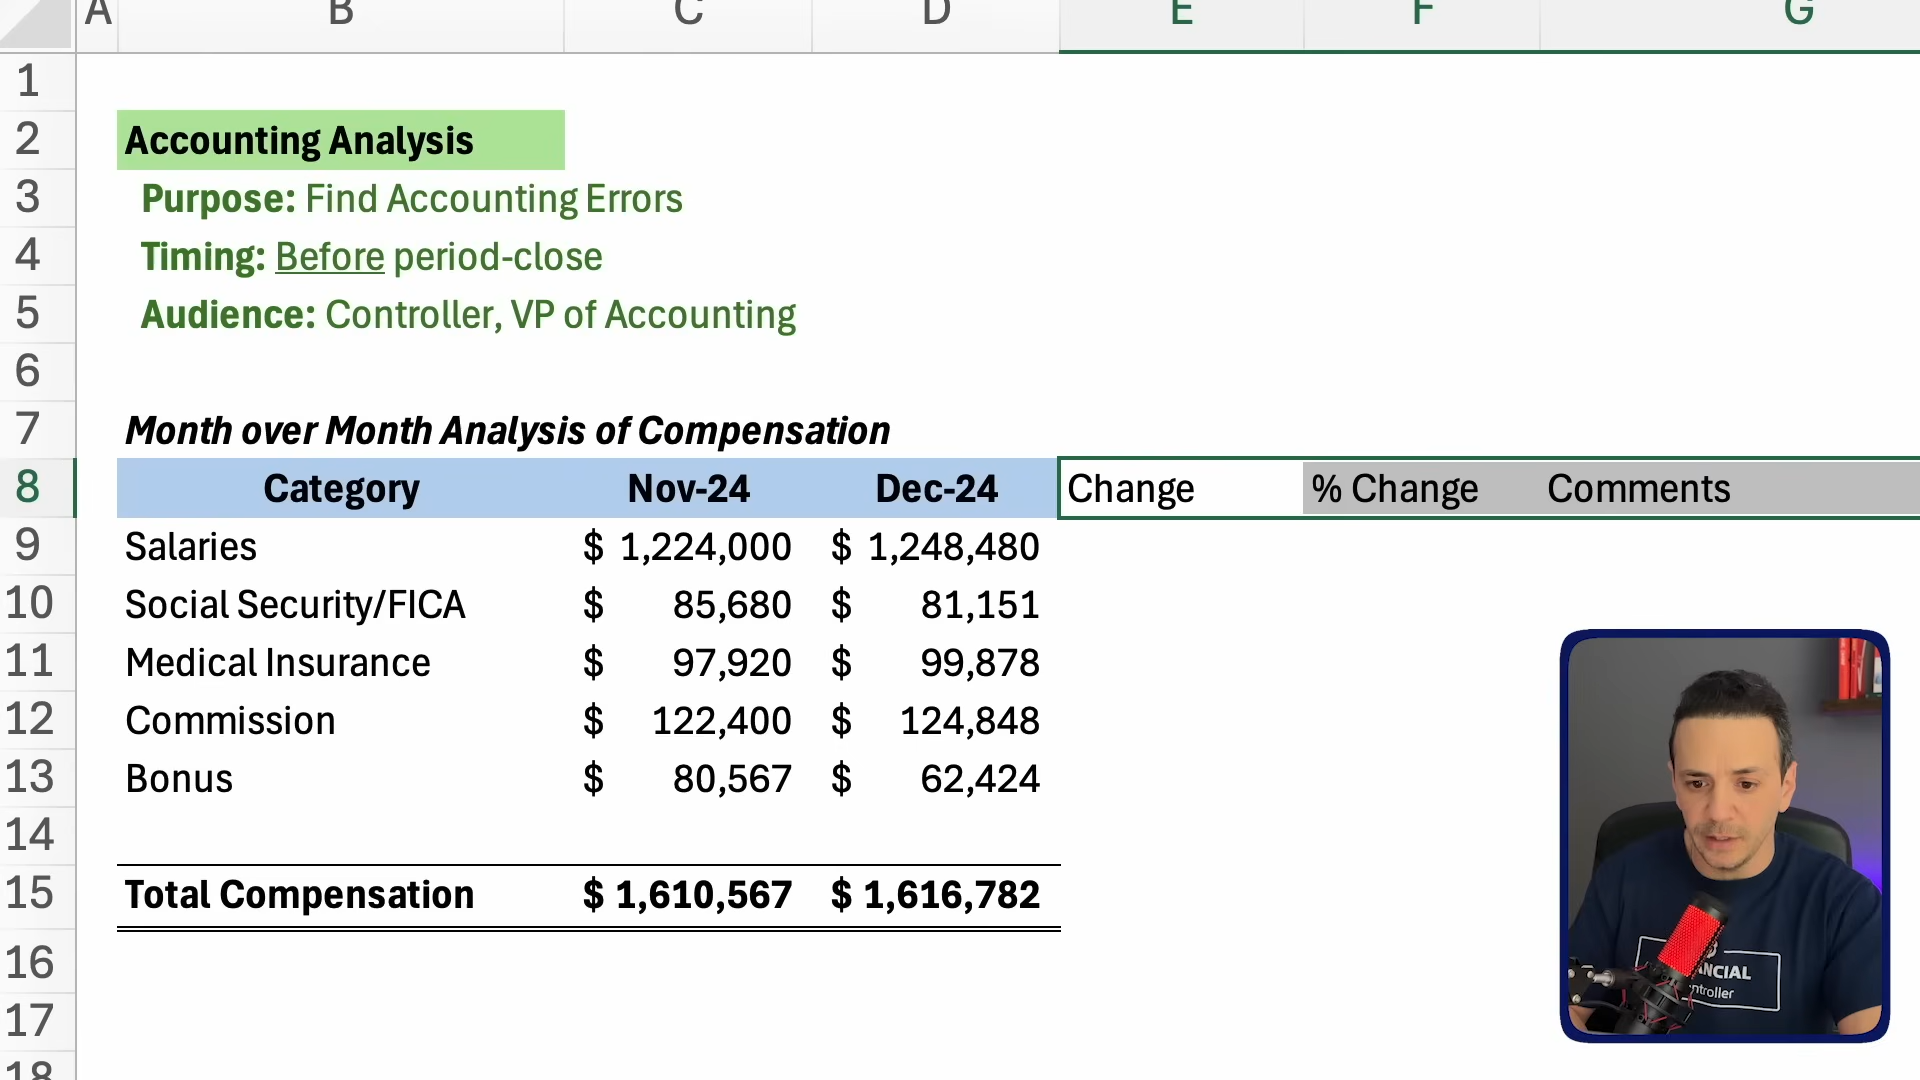 A B C D E F G
1
2 Accounting Analysis
3 Purpose: Find Accounting Errors
4 Timing: Before period-close
5 Audience: Controller, VP of Accounting
6
7 Month over Month Analysis of Compensation
8 Category Nov-24 Dec-24 Change % Change Comments
9 Salaries $ 1,224,000 $ 1,248,480
10 Social Security/FICA $ 85,680 $ 81,151
11 Medical Insurance $ 97,920 $ 99,878
12 Commission $ 122,400 $ 124,848
13 Bonus $ 80,567 $ 62,424
14
15 Total Compensation $ 1,610,567 $ 1,616,782
16
17
18